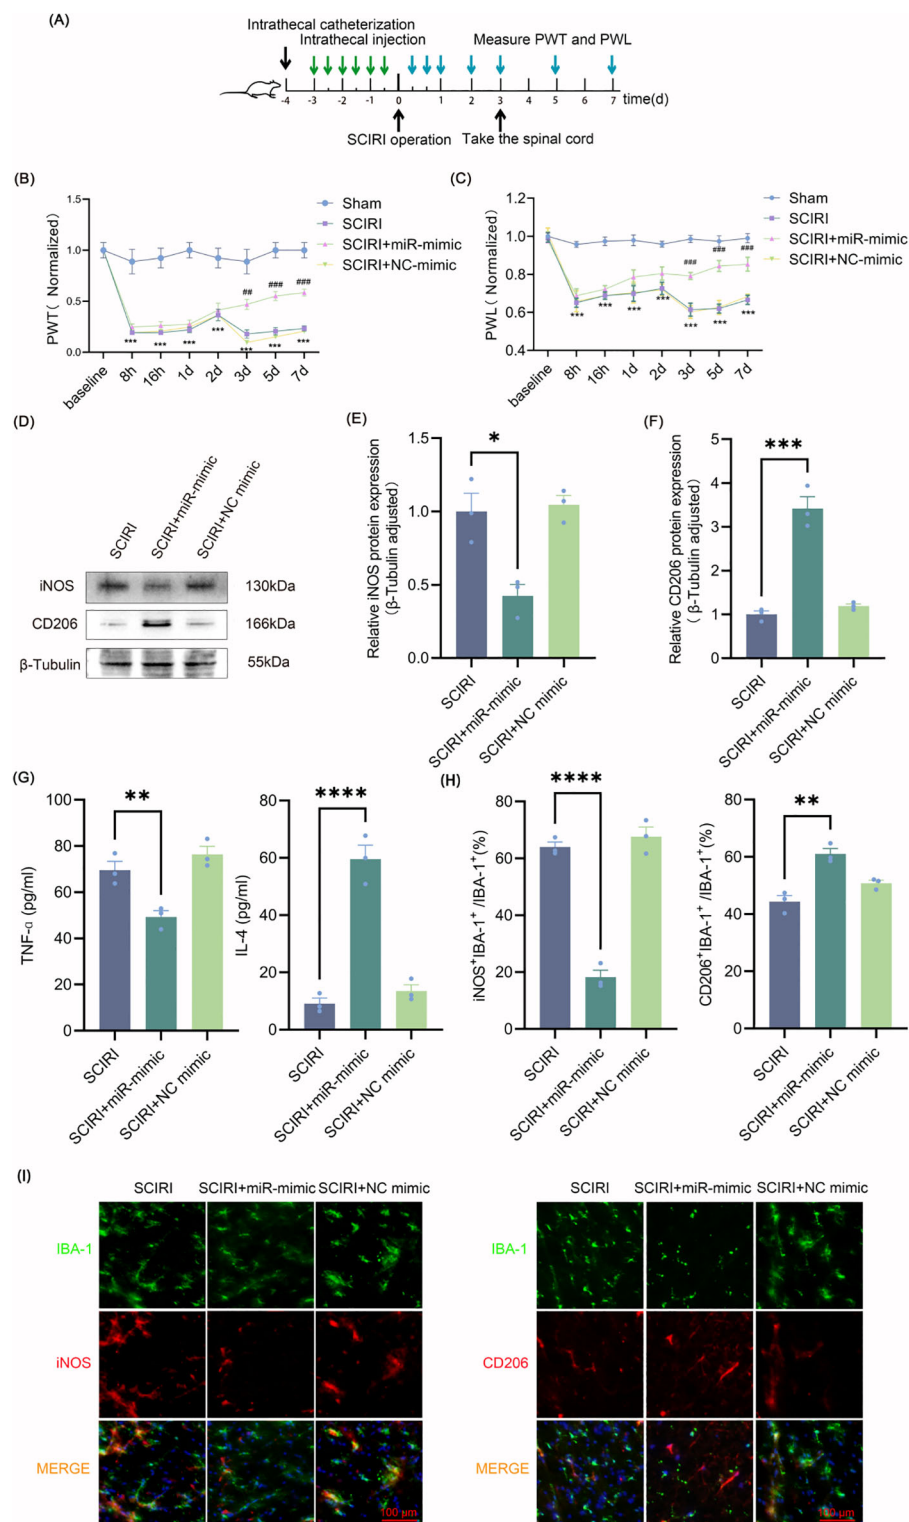 (A)
Intrathecal catheterization
Intrathecal injection
Measure PWT and PWL
-4 -3 -2 -1 0 1 2 3 4 5 6 7 time(d)
SCIRI operation
Take the spinal cord
(B)
PWT( Normalized)
1.5
1.0
0.5
0.0
Sham
SCIRI
SCIRI+miR-mimic
SCIRI+NC-mimic
## ### ###
*** *** *** *** *** *** ***
baseline 8h 16h 1d 2d 3d 5d 7d
(C)
PWL( Normalized)
1.2
1.0
0.8
0.6
0.4
Sham
SCIRI
SCIRI+miR-mimic
SCIRI+NC-mimic
### ### ###
*** *** *** *** *** *** ***
baseline 8h 16h 1d 2d 3d 5d 7d
(D)
SCIRI SCIRI+miR-mimic SCIRI+NC mimic
iNOS 130kDa
CD206 166kDa
β-Tubulin 55kDa
(E)
Relative iNOS protein expression
(β-Tubulin adjusted)
1.5
1.0
0.5
0.0
*
SCIRI SCIRI+miR-mimic SCIRI+NC mimic
(F)
Relative CD206 protein expression
( β-Tubulin adjusted)
5
4
3
2
1
0
***
SCIRI SCIRI+miR-mimic SCIRI+NC mimic
(G)
TNF-α (pg/ml)
100
80
60
40
20
0
**
SCIRI SCIRI+miR-mimic SCIRI+NC mimic
IL-4 (pg/ml)
80
60
40
20
0
****
SCIRI SCIRI+miR-mimic SCIRI+NC mimic
(H)
iNOS+IBA-1+ /IBA-1+(%)
80
60
40
20
0
****
SCIRI SCIRI+miR-mimic SCIRI+NC mimic
CD206+IBA-1+ /IBA-1+(%)
80
60
40
20
0
**
SCIRI SCIRI+miR-mimic SCIRI+NC mimic
(I)
SCIRI SCIRI+miR-mimic SCIRI+NC mimic
IBA-1
iNOS
MERGE
100 μm
SCIRI SCIRI+miR-mimic SCIRI+NC mimic
IBA-1
CD206
MERGE
100 μm